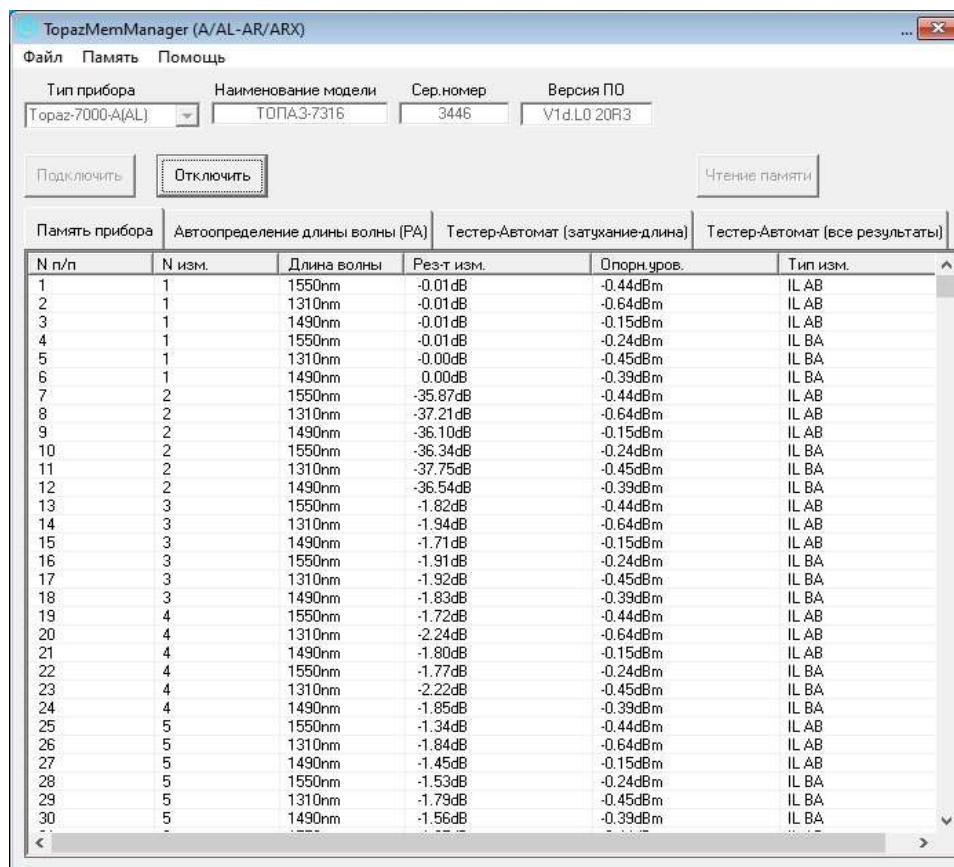 TopazMemManager (A/AL-AR/ARX) ...
Файл Память Помощь
Тип прибора Наименование модели Сер.номер Версия ПО
Topaz-7000-A(AL) ТОПАЗ-7316 3446 V1d.L0 20R3
Подключить Отключить Чтение памяти
Память прибора Автоопределение длины волны (PA) Тестер-Автомат (затухание-длина) Тестер-Автомат (все результаты)
N п/п N изм. Длина волны Рез-т изм. Опорн.уров. Тип изм.
1 1 1550nm -0.01dB -0.44dBm IL AB
2 1 1310nm -0.01dB -0.64dBm IL AB
3 1 1490nm -0.01dB -0.15dBm IL AB
4 1 1550nm -0.01dB -0.24dBm IL BA
5 1 1310nm -0.00dB -0.45dBm IL BA
6 1 1490nm 0.00dB -0.39dBm IL BA
7 2 1550nm -35.87dB -0.44dBm IL AB
8 2 1310nm -37.21dB -0.64dBm IL AB
9 2 1490nm -36.10dB -0.15dBm IL AB
10 2 1550nm -36.34dB -0.24dBm IL BA
11 2 1310nm -37.75dB -0.45dBm IL BA
12 2 1490nm -36.54dB -0.39dBm IL BA
13 3 1550nm -1.82dB -0.44dBm IL AB
14 3 1310nm -1.94dB -0.64dBm IL AB
15 3 1490nm -1.71dB -0.15dBm IL AB
16 3 1550nm -1.91dB -0.24dBm IL BA
17 3 1310nm -1.92dB -0.45dBm IL BA
18 3 1490nm -1.83dB -0.39dBm IL BA
19 4 1550nm -1.72dB -0.44dBm IL AB
20 4 1310nm -2.24dB -0.64dBm IL AB
21 4 1490nm -1.80dB -0.15dBm IL AB
22 4 1550nm -1.77dB -0.24dBm IL BA
23 4 1310nm -2.22dB -0.45dBm IL BA
24 4 1490nm -1.85dB -0.39dBm IL BA
25 5 1550nm -1.34dB -0.44dBm IL AB
26 5 1310nm -1.84dB -0.64dBm IL AB
27 5 1490nm -1.45dB -0.15dBm IL AB
28 5 1550nm -1.53dB -0.24dBm IL BA
29 5 1310nm -1.79dB -0.45dBm IL BA
30 5 1490nm -1.56dB -0.39dBm IL BA